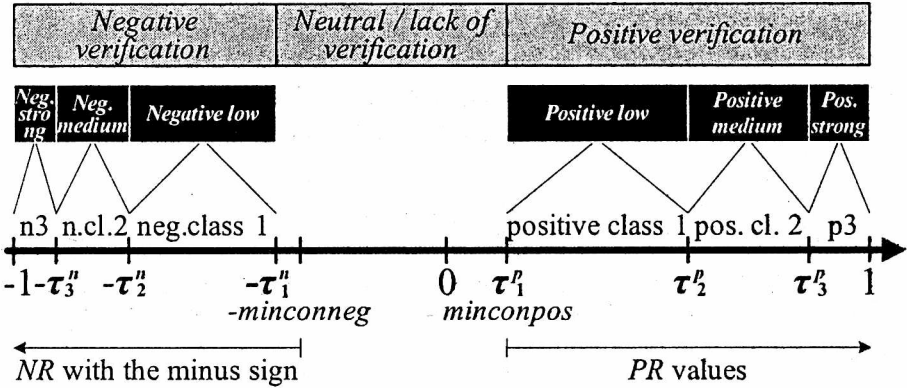 Negative verification
Neutral / lack of verification
Positive verification
Neg. stro ng
Neg. medium
Negative low
Positive low
Positive medium
Pos. strong
n3 n.cl.2 neg.class 1 positive class 1 pos. cl. 2 p3
-1 -τ₃ⁿ -τ₂ⁿ -τ₁ⁿ 0 τ₁ᵖ τ₂ᵖ τ₃ᵖ 1
-minconneg minconpos
NR with the minus sign PR values